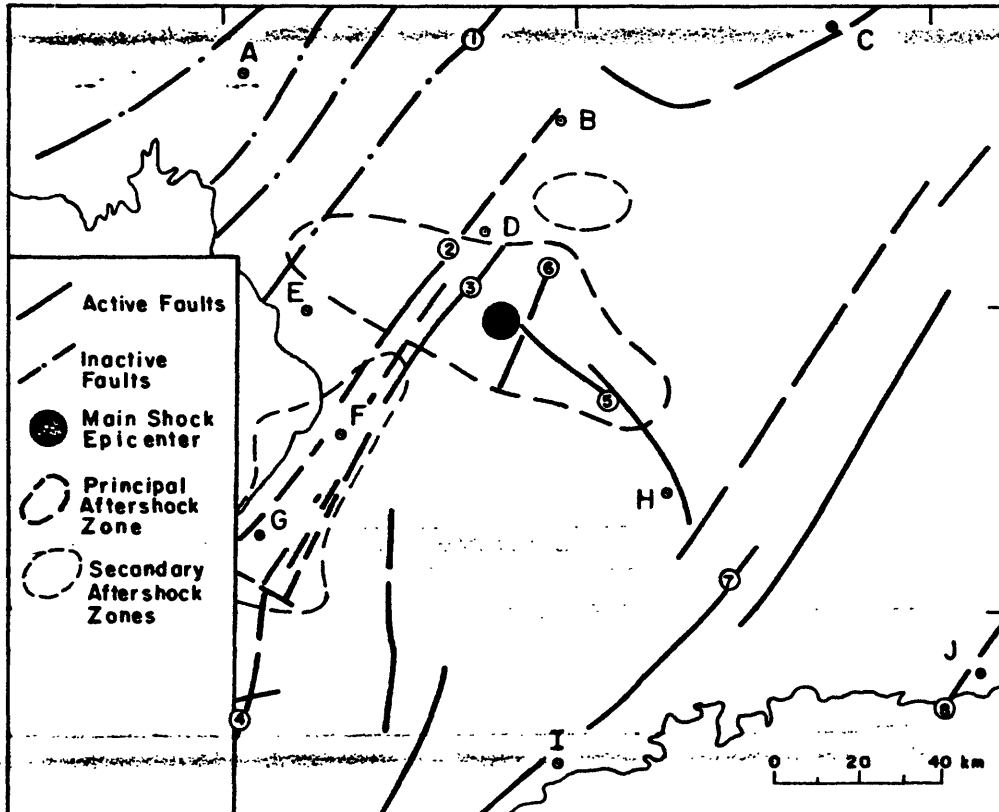 1
A
C
B
D
2
6
E
3
Active Faults
Inactive
Faults
5
F
Main Shock
Epicenter
Principal
Aftershock
Zone
H
G
Secandary
Aftershock
Zones
7
J
4
8
I
0 20 40 km